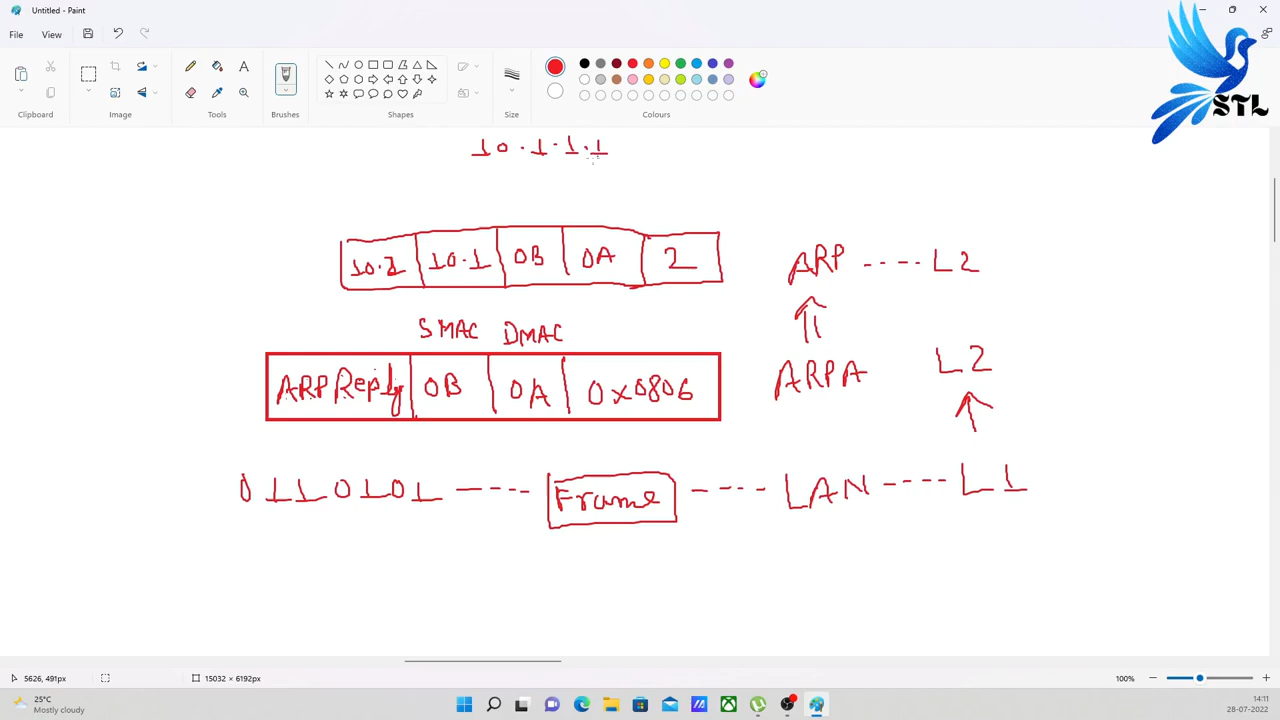 Untitled - Paint
File View
Clipboard Image Tools Brushes Shapes Size Colours
STL
10.1.1.1
10.2 10.1 0B 0A 2
ARP ---- L2
SMAC DMAC
ARP Reply 0B 0A 0x0806
ARPA L2
0110101 ---- Frame ---- LAN ---- L1
5626, 491px 15032 × 6192px 100%
25°C
Mostly cloudy
14:11
28-07-2022